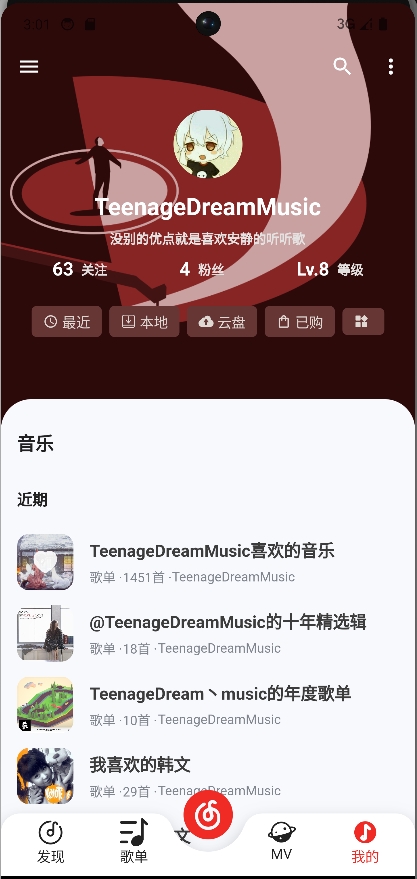 3:01 3G
TeenageDreamMusic
没别的优点就是喜欢安静的听听歌
63 关注 4 粉丝 Lv.8 等级
最近 本地 云盘 已购
音乐
近期
TeenageDreamMusic喜欢的音乐
歌单 ·1451首 ·TeenageDreamMusic
@TeenageDreamMusic的十年精选辑
歌单 ·18首 ·TeenageDreamMusic
TeenageDream丶music的年度歌单
歌单 ·10首 ·TeenageDreamMusic
我喜欢的韩文
歌单 ·29首 ·TeenageDreamMusic
文
发现 歌单 MV 我的